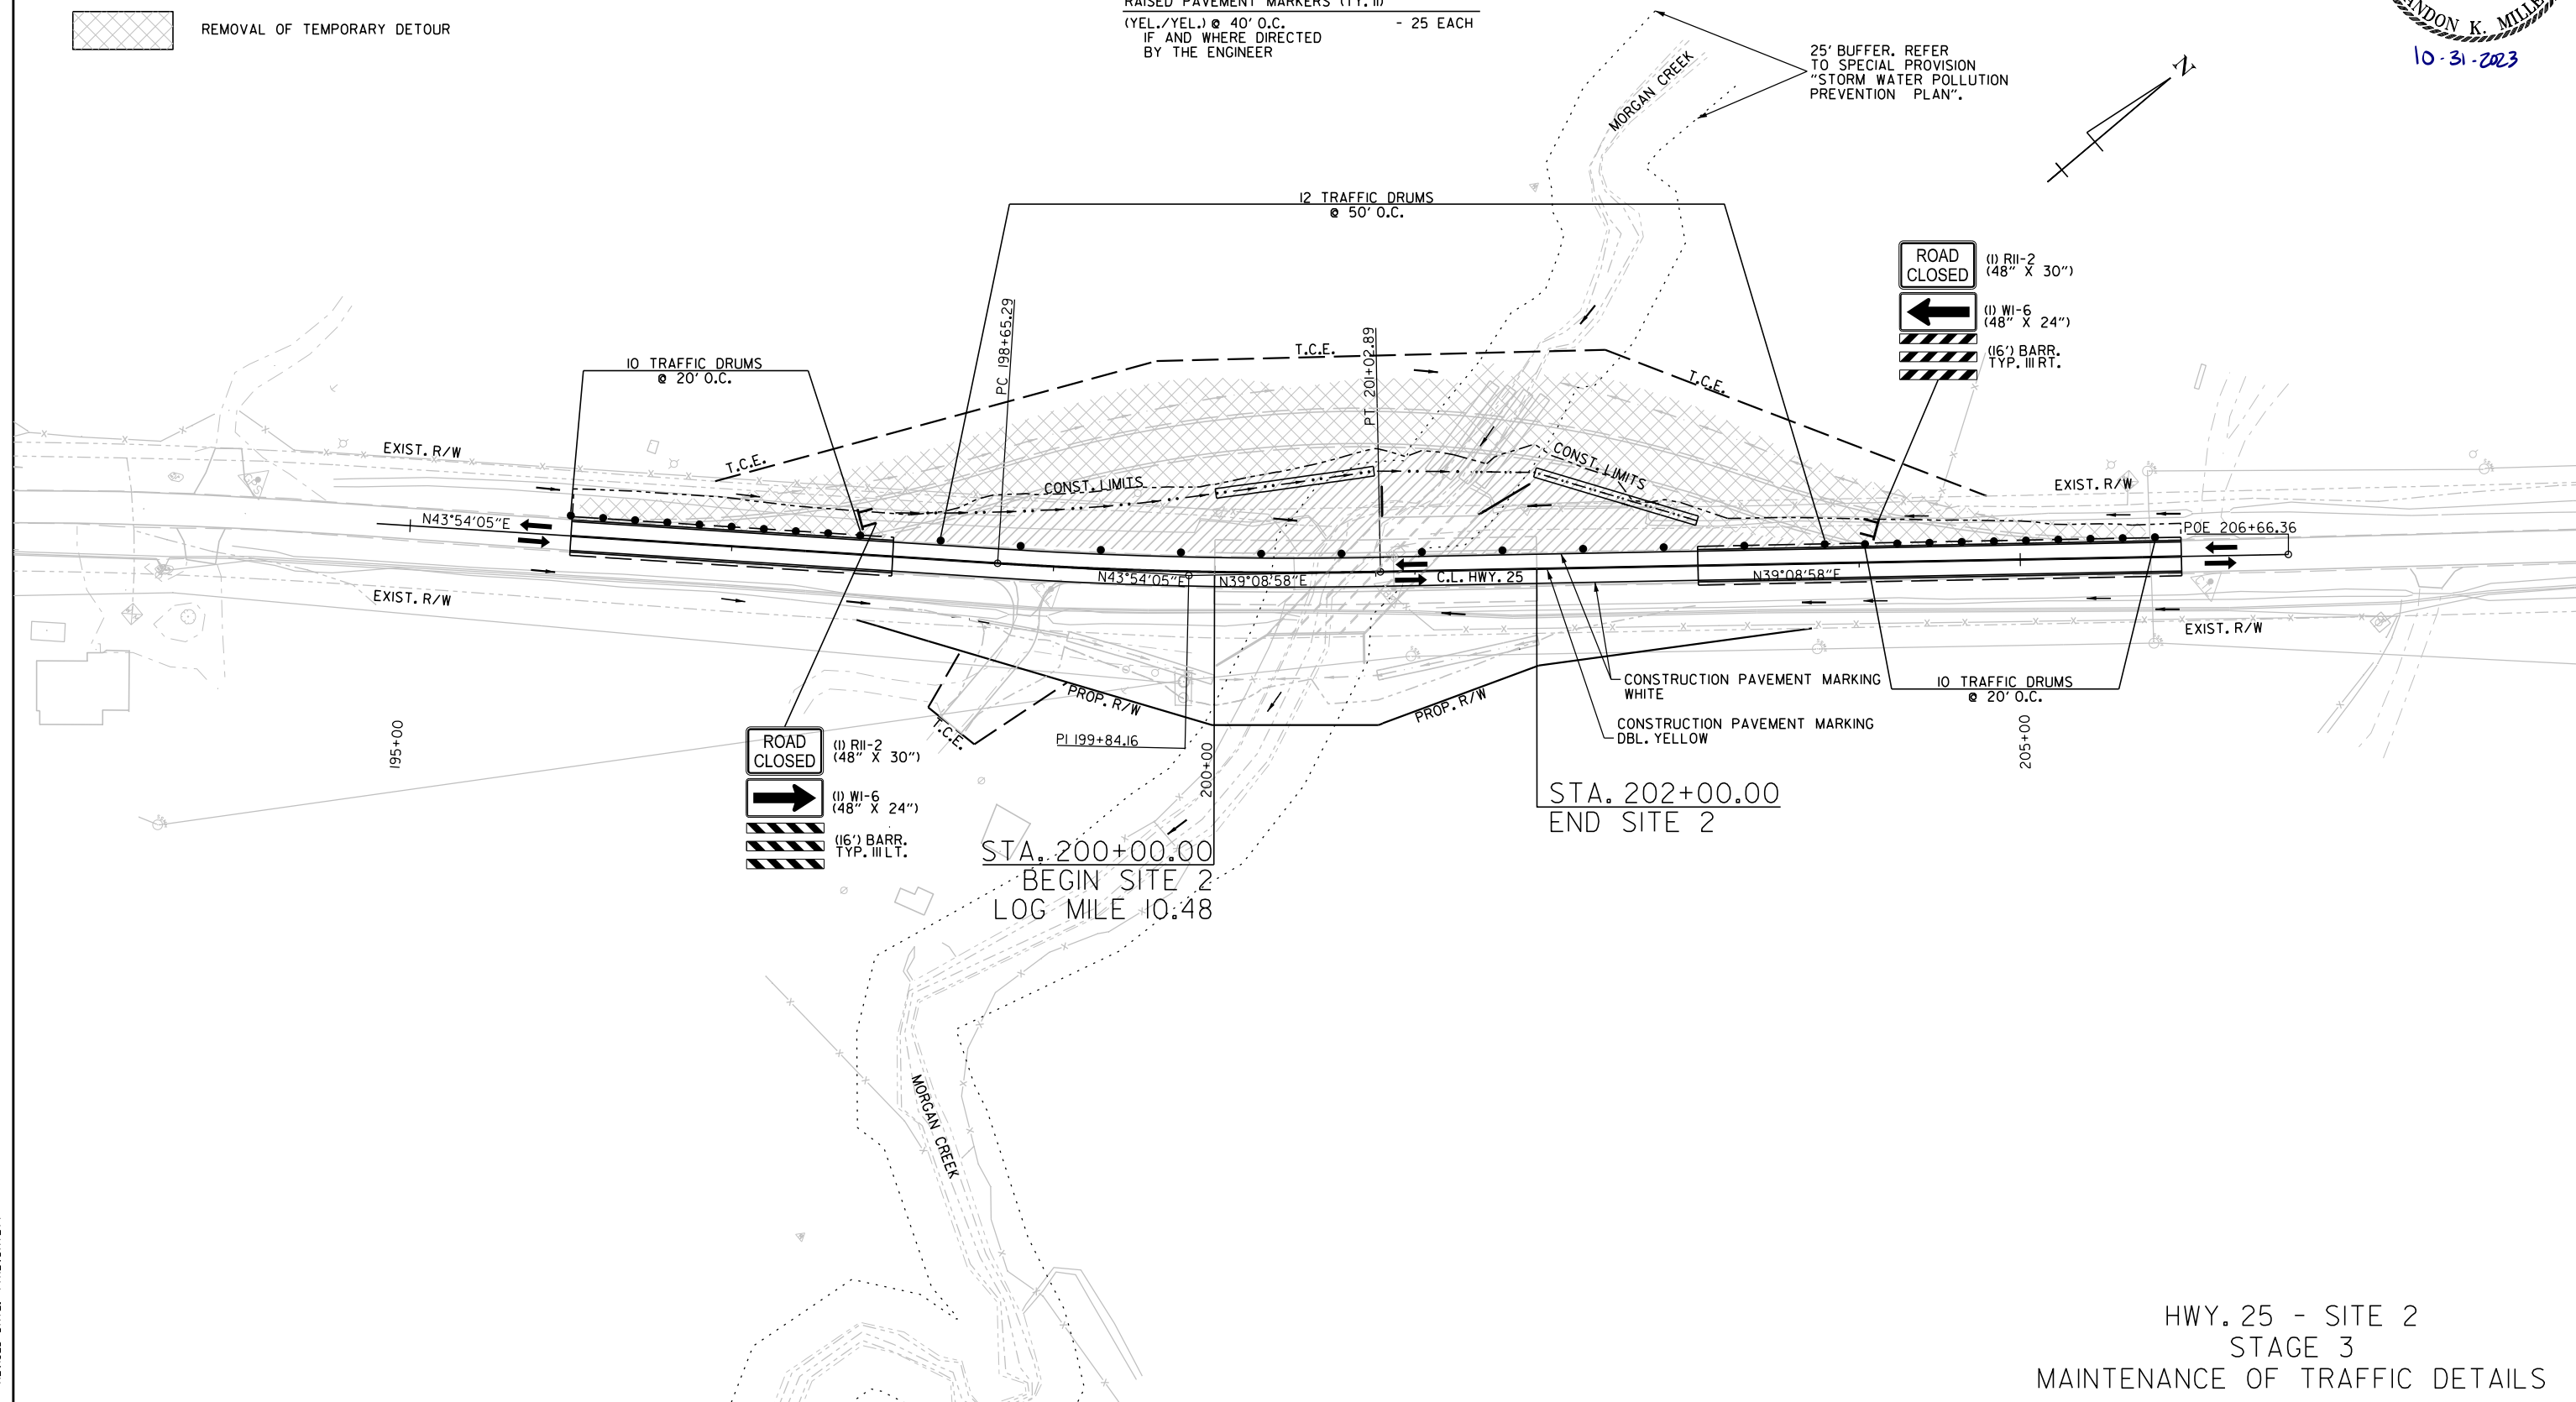 REMOVAL OF TEMPORARY DETOUR
RAISED PAVEMENT MARKERS (TY. II)
(YEL./YEL.) @ 40' O.C. - 25 EACH
IF AND WHERE DIRECTED
BY THE ENGINEER
K. MILLE
10-31-2023
25' BUFFER. REFER
TO SPECIAL PROVISION
"STORM WATER POLLUTION
PREVENTION PLAN".
N
MORGAN CREEK
12 TRAFFIC DRUMS
@ 50' O.C.
ROAD
CLOSED
(1) R11-2
(48" X 30")
(1) W1-6
(48" X 24")
(16') BARR.
TYP. III RT.
10 TRAFFIC DRUMS
@ 20' O.C.
PC 198+65.29
PT 201+02.89
T.C.E.
T.C.E.
T.C.E.
EXIST. R/W
CONST. LIMITS
CONST. LIMITS
EXIST. R/W
N43°54'05"E
POE 206+66.36
N43°54'05"E
N39°08'58"E
C.L. HWY. 25
N39°08'58"E
EXIST. R/W
EXIST. R/W
PROP. R/W
PROP. R/W
T.C.E.
CONSTRUCTION PAVEMENT MARKING
WHITE
CONSTRUCTION PAVEMENT MARKING
DBL. YELLOW
10 TRAFFIC DRUMS
@ 20' O.C.
195+00
200+00
205+00
PI 199+84.16
ROAD
CLOSED
(1) R11-2
(48" X 30")
(1) W1-6
(48" X 24")
(16') BARR.
TYP. III LT.
STA. 200+00.00
BEGIN SITE 2
LOG MILE 10.48
STA. 202+00.00
END SITE 2
MORGAN CREEK
HWY. 25 - SITE 2
STAGE 3
MAINTENANCE OF TRAFFIC DETAILS